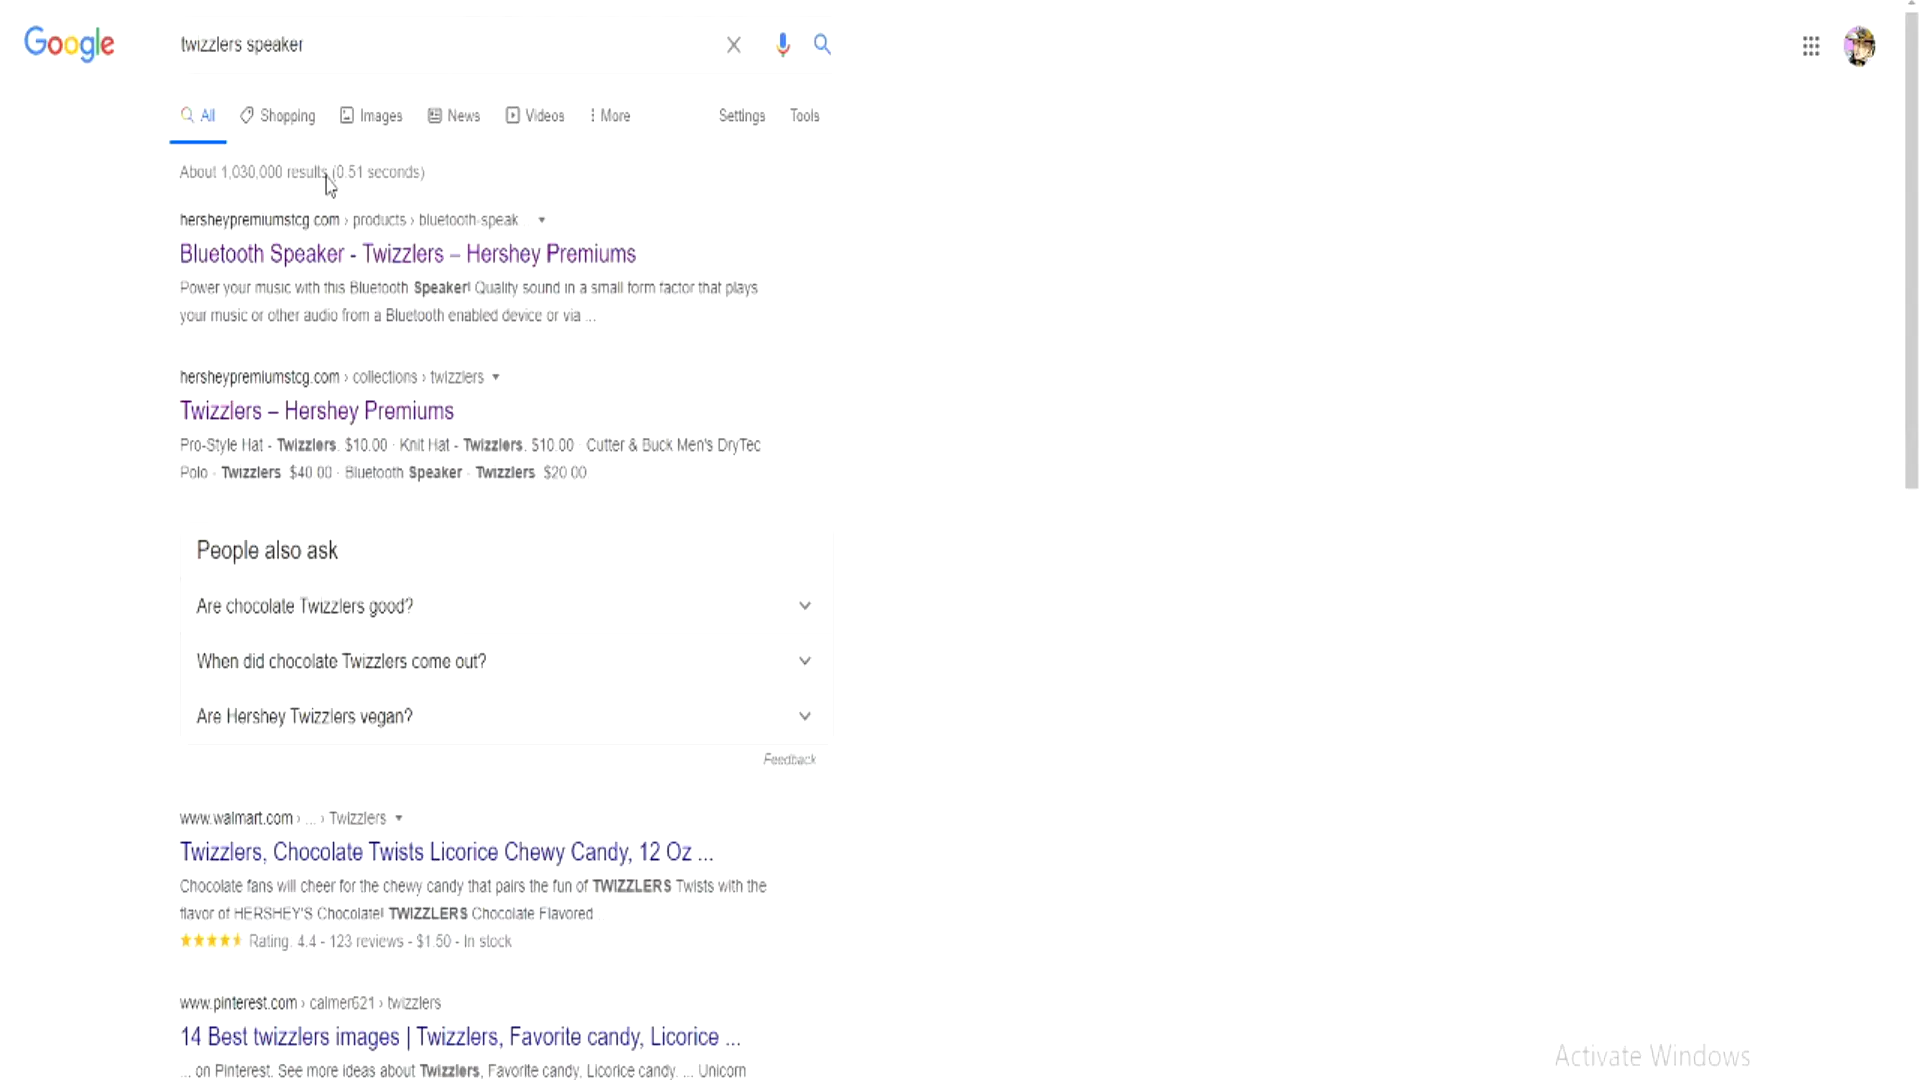 Google
twizzlers speaker
All Shopping Images News Videos More Settings Tools
About 1,030,000 results (0.51 seconds)
hersheypremiumstcg.com › products › bluetooth-speak
Bluetooth Speaker - Twizzlers – Hershey Premiums
Power your music with this Bluetooth Speaker! Quality sound in a small form factor that plays
your music or other audio from a Bluetooth enabled device or via ...
hersheypremiumstcg.com › collections › twizzlers
Twizzlers – Hershey Premiums
Pro-Style Hat - Twizzlers. $10.00 · Knit Hat - Twizzlers. $10.00 · Cutter & Buck Men's DryTec
Polo - Twizzlers $40.00 · Bluetooth Speaker - Twizzlers $20.00
People also ask
Are chocolate Twizzlers good?
When did chocolate Twizzlers come out?
Are Hershey Twizzlers vegan?
Feedback
www.walmart.com › ... › Twizzlers
Twizzlers, Chocolate Twists Licorice Chewy Candy, 12 Oz ...
Chocolate fans will cheer for the chewy candy that pairs the fun of TWIZZLERS Twists with the
flavor of HERSHEY'S Chocolate! TWIZZLERS Chocolate Flavored
Rating: 4.4 - 123 reviews - $1.50 - In stock
www.pinterest.com › calmer621 › twizzlers
14 Best twizzlers images | Twizzlers, Favorite candy, Licorice ...
... on Pinterest. See more ideas about Twizzlers, Favorite candy, Licorice candy. ... Unicorn
Activate Windows